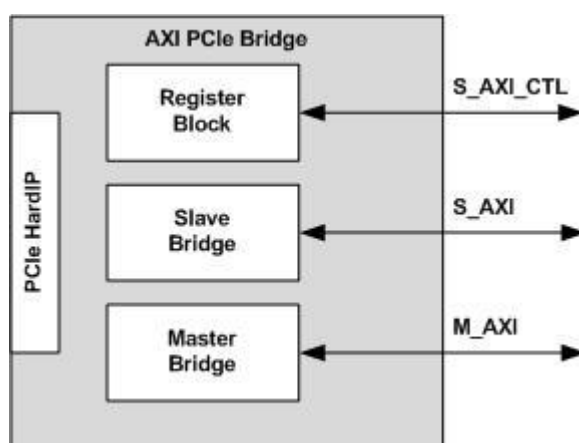 AXI PCIe Bridge
Register
Block
S_AXI_CTL
PCIe HardIP
Slave
Bridge
S_AXI
Master
Bridge
M_AXI